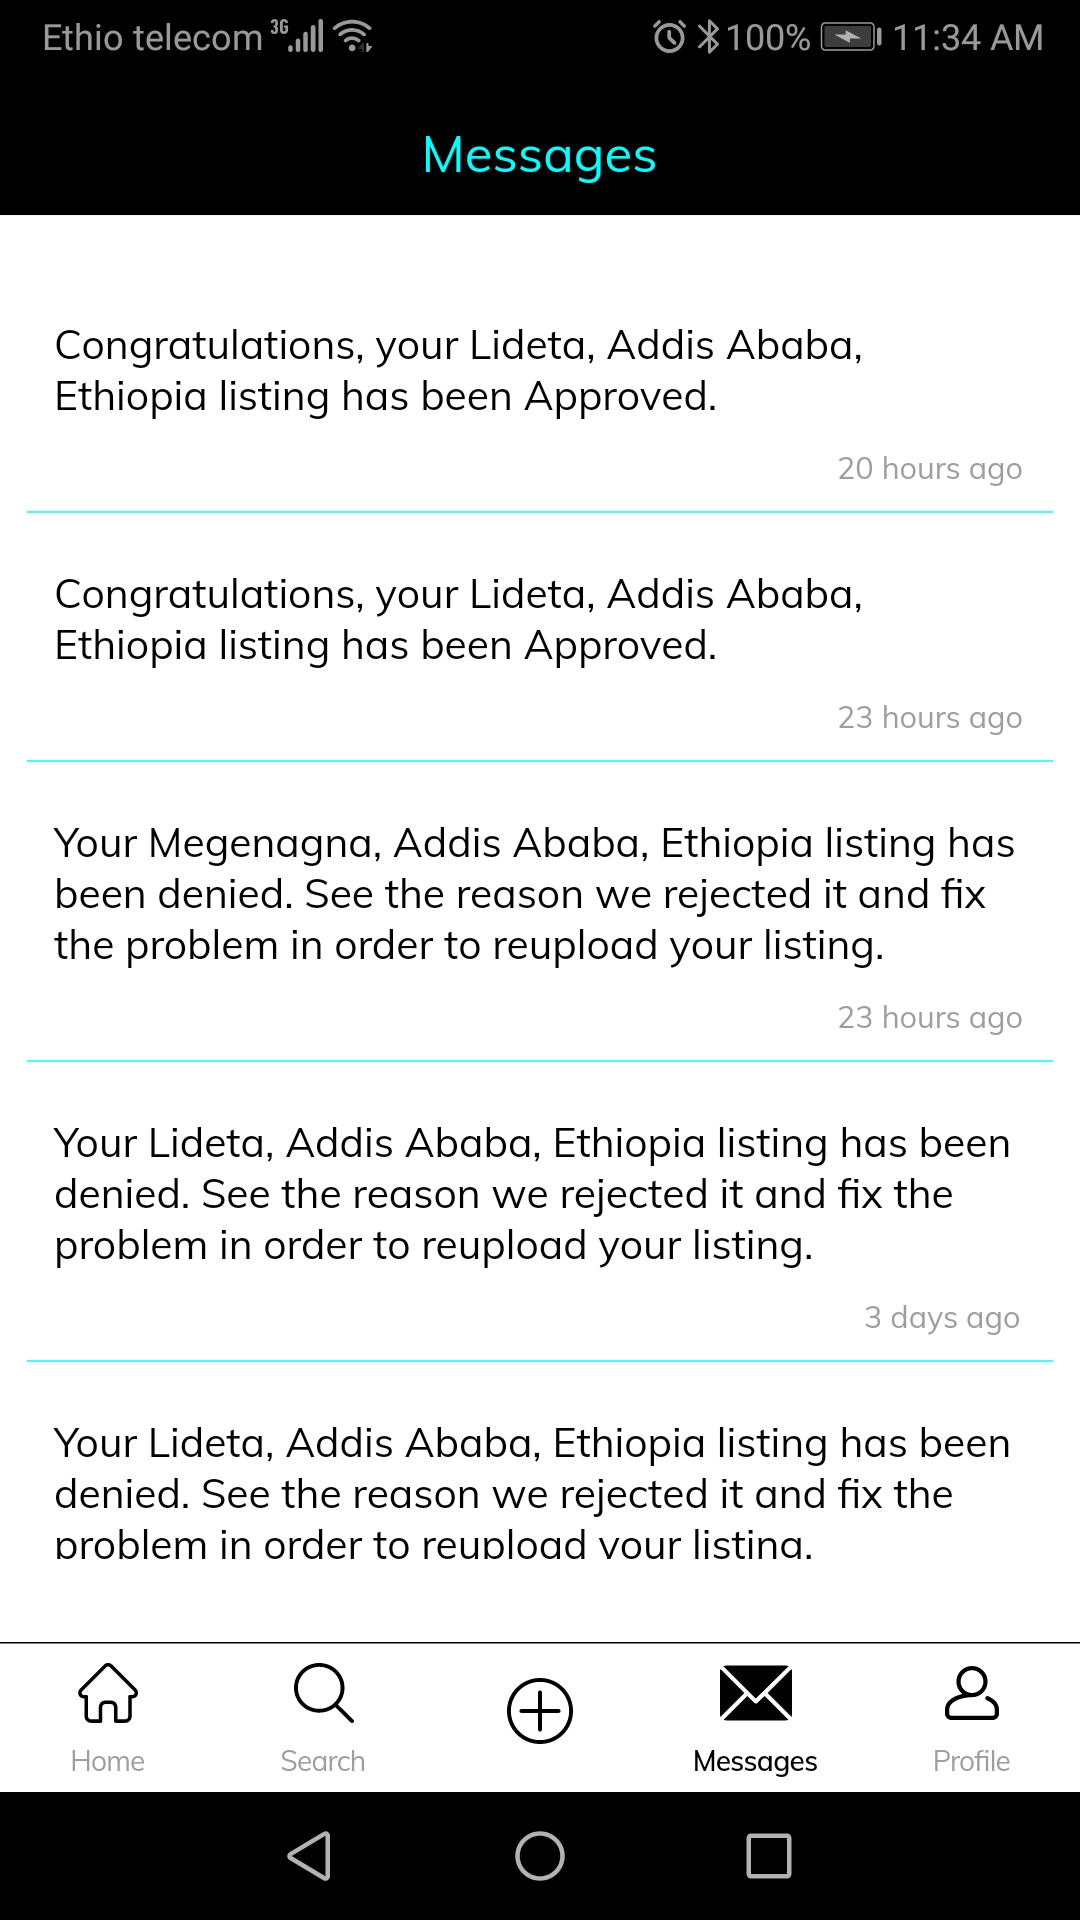 Ethio telecom 3G 100% 11:34 AM
Messages
Congratulations, your Lideta, Addis Ababa,
Ethiopia listing has been Approved.
20 hours ago
Congratulations, your Lideta, Addis Ababa,
Ethiopia listing has been Approved.
23 hours ago
Your Megenagna, Addis Ababa, Ethiopia listing has
been denied. See the reason we rejected it and fix
the problem in order to reupload your listing.
23 hours ago
Your Lideta, Addis Ababa, Ethiopia listing has been
denied. See the reason we rejected it and fix the
problem in order to reupload your listing.
3 days ago
Your Lideta, Addis Ababa, Ethiopia listing has been
denied. See the reason we rejected it and fix the
problem in order to reupload your listing.
Home Search Messages Profile